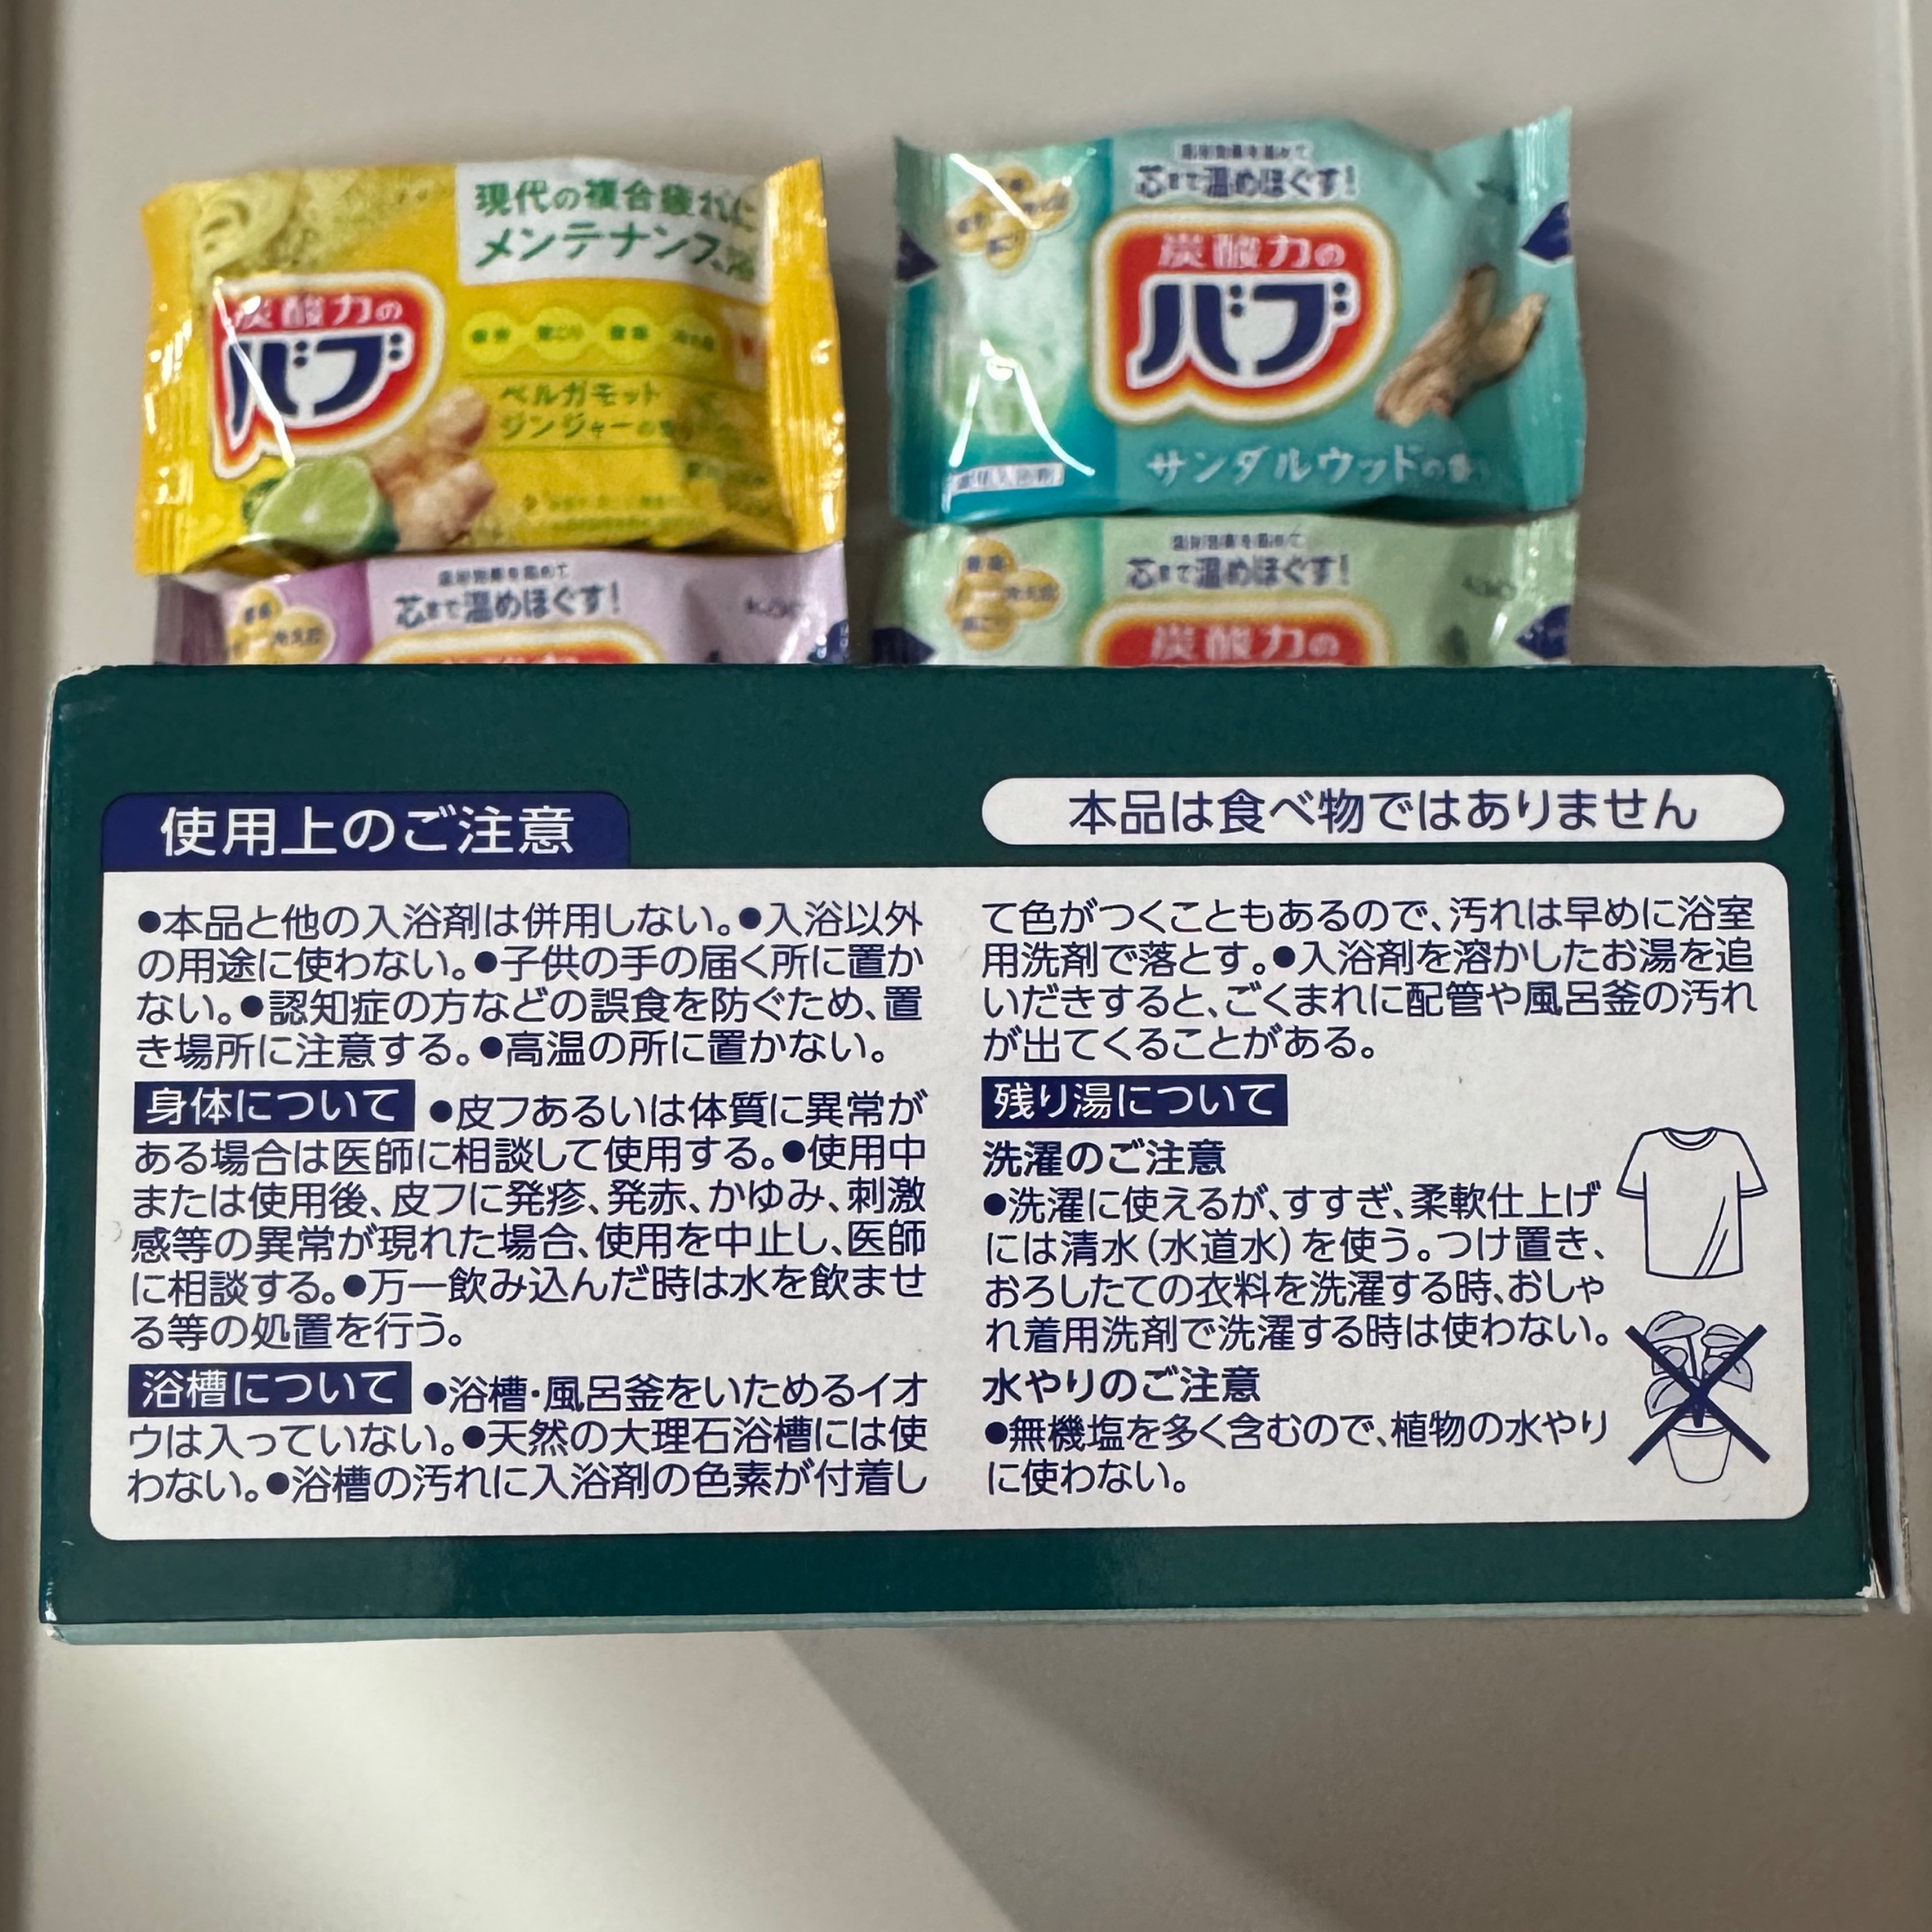 現代の複合疲れに
メンテナンス浴
炭酸力の
バブ
ベルガモット
ジンジャーの香り
芯まで温めほぐす!
炭酸力の
バブ
サンダルウッドの香り
芯まで温めほぐす!
芯まで温めほぐす!
炭酸力の
使用上のご注意
●本品と他の入浴剤は併用しない。●入浴以外
の用途に使わない。●子供の手の届く所に置か
ない。●認知症の方などの誤食を防ぐため、置
き場所に注意する。●高温の所に置かない。
身体について ●皮フあるいは体質に異常が
ある場合は医師に相談して使用する。●使用中
または使用後、皮フに発疹、発赤、かゆみ、刺激
感等の異常が現れた場合、使用を中止し、医師
に相談する。●万一飲み込んだ時は水を飲ませ
る等の処置を行う。
浴槽について ●浴槽・風呂釜をいためるイオ
ウは入っていない。●天然の大理石浴槽には使
わない。●浴槽の汚れに入浴剤の色素が付着し
本品は食べ物ではありません
て色がつくこともあるので、汚れは早めに浴室
用洗剤で落とす。●入浴剤を溶かしたお湯を追
いだきすると、ごくまれに配管や風呂釜の汚れ
が出てくることがある。
残り湯について
洗濯のご注意
●洗濯に使えるが、すすぎ、柔軟仕上げ
には清水(水道水)を使う。つけ置き、
おろしたての衣料を洗濯する時、おしゃ
れ着用洗剤で洗濯する時は使わない。
水やりのご注意
●無機塩を多く含むので、植物の水やり
に使わない。